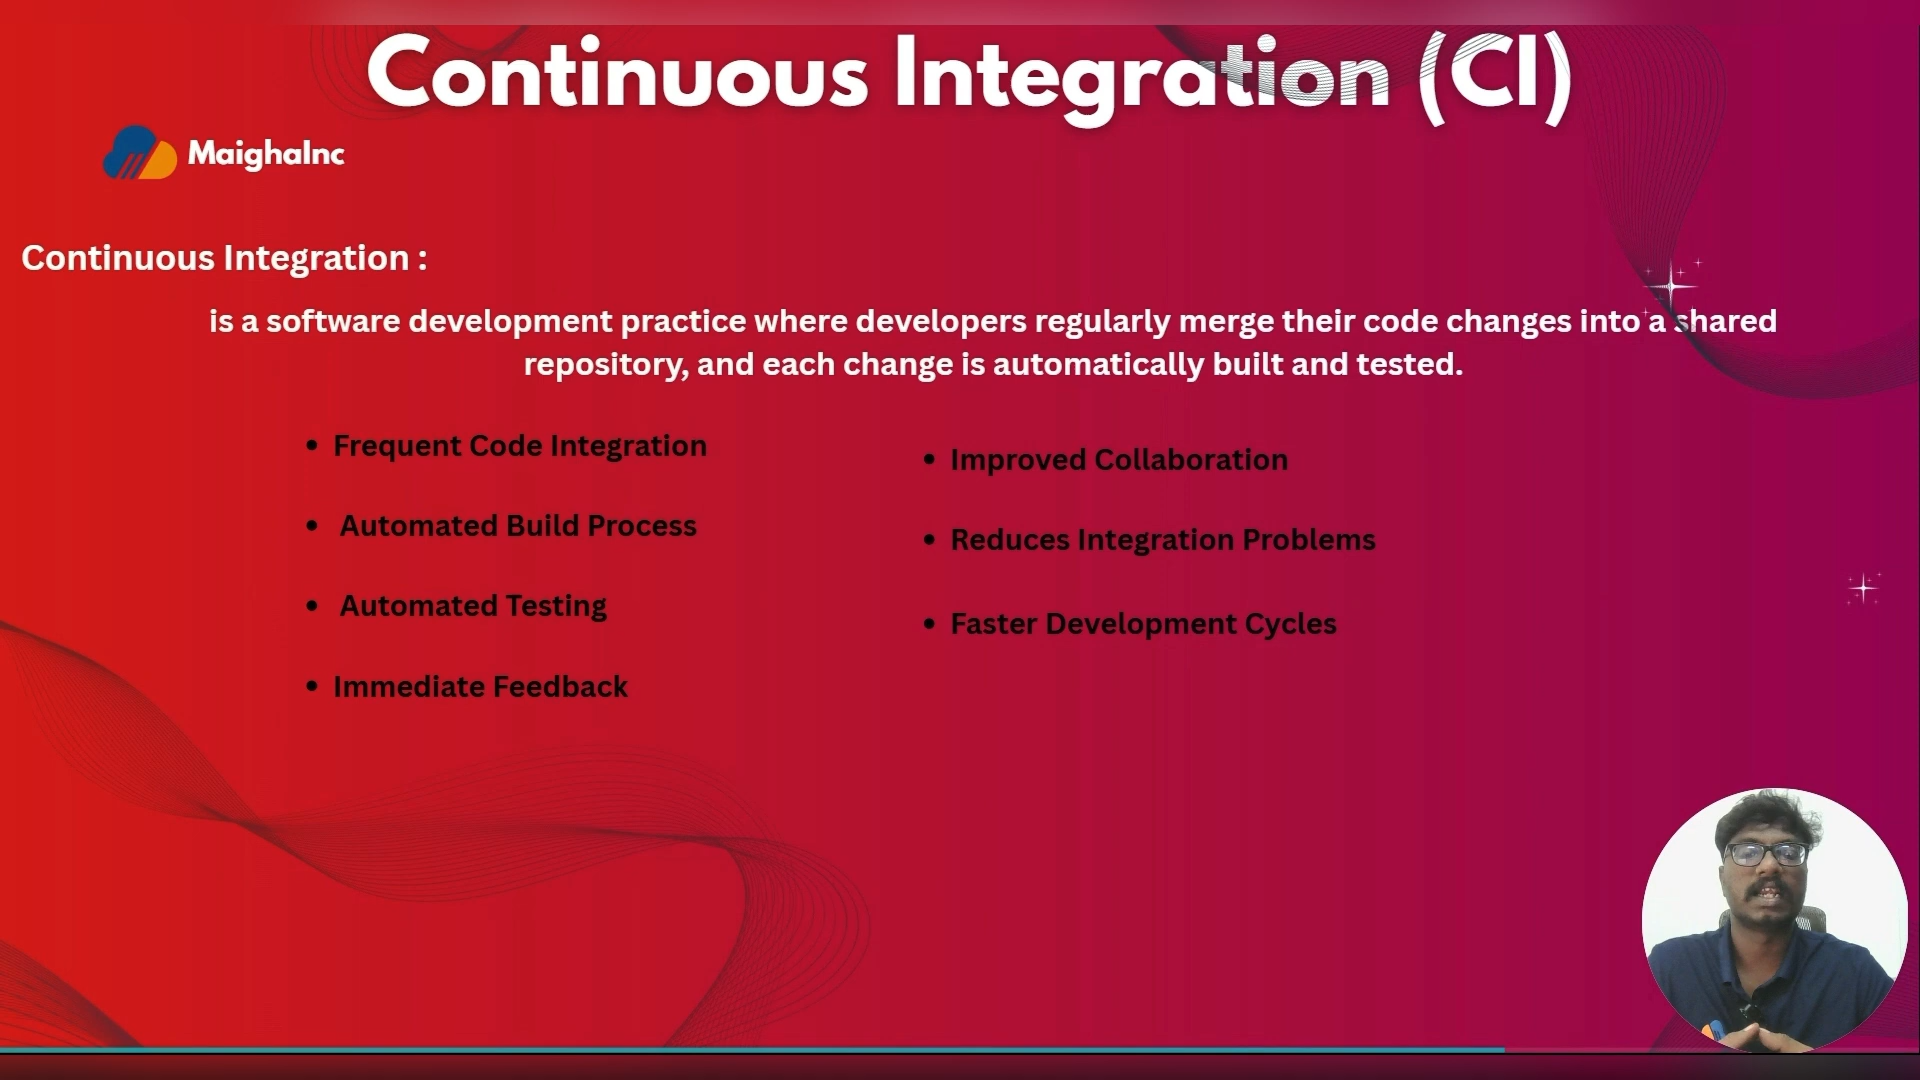 Continuous Integration (CI)
MaighaInc
Continuous Integration :
is a software development practice where developers regularly merge their code changes into a shared
repository, and each change is automatically built and tested.
• Frequent Code Integration
• Automated Build Process
• Automated Testing
• Immediate Feedback
• Improved Collaboration
• Reduces Integration Problems
• Faster Development Cycles